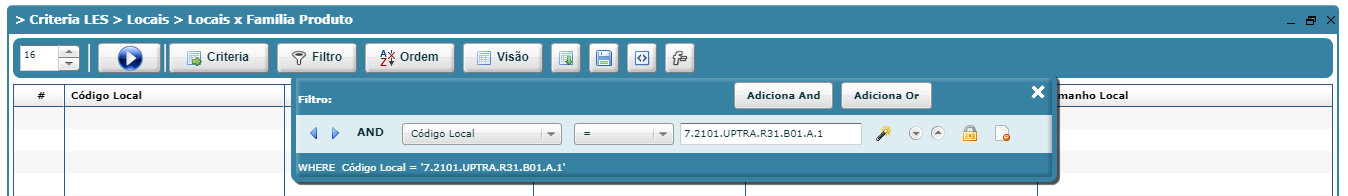 > Criteria LES > Locais > Locais x Família Produto
16 Criteria Filtro Ordem Visão
# Código Local manho Local
Filtro: Adiciona And Adiciona Or
AND Código Local = 7.2101.UPTRA.R31.B01.A.1
WHERE Código Local = '7.2101.UPTRA.R31.B01.A.1'